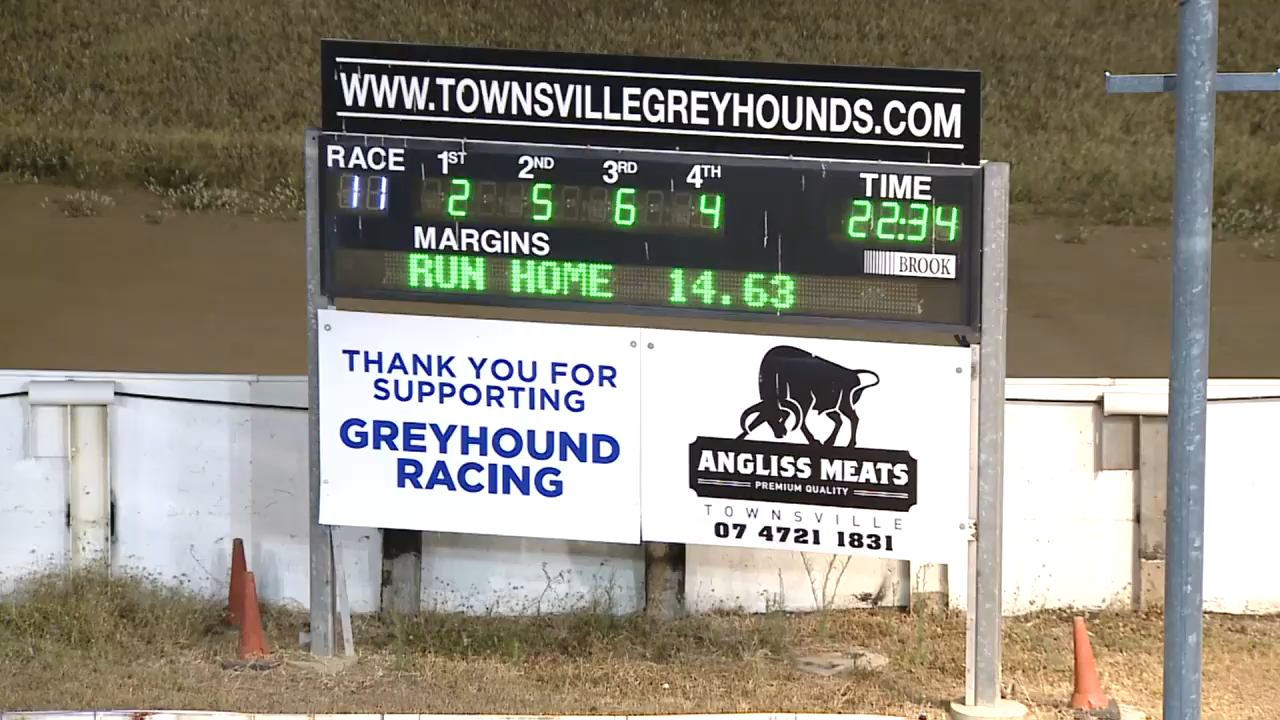 WWW.TOWNSVILLEGREYHOUNDS.COM
RACE 1ST 2ND 3RD 4TH TIME
11 2 5 6 4 22:34
MARGINS
BROOK
RUN HOME 14.63
THANK YOU FOR
SUPPORTING
GREYHOUND
RACING
ANGLISS MEATS
PREMIUM QUALITY
TOWNSVILLE
07 4721 1831